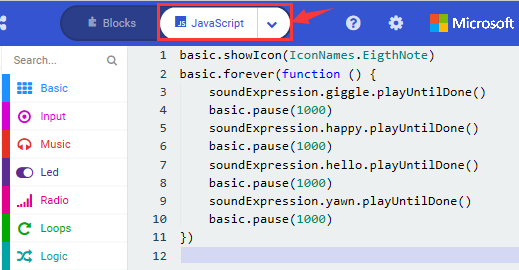 Blocks
JS JavaScript
?
Microsoft
Search...
Basic
Input
Music
Led
Radio
Loops
Logic
1 basic.showIcon(IconNames.EigthNote)
2 basic.forever(function () {
3 soundExpression.giggle.playUntilDone()
4 basic.pause(1000)
5 soundExpression.happy.playUntilDone()
6 basic.pause(1000)
7 soundExpression.hello.playUntilDone()
8 basic.pause(1000)
9 soundExpression.yawn.playUntilDone()
10 basic.pause(1000)
11 })
12